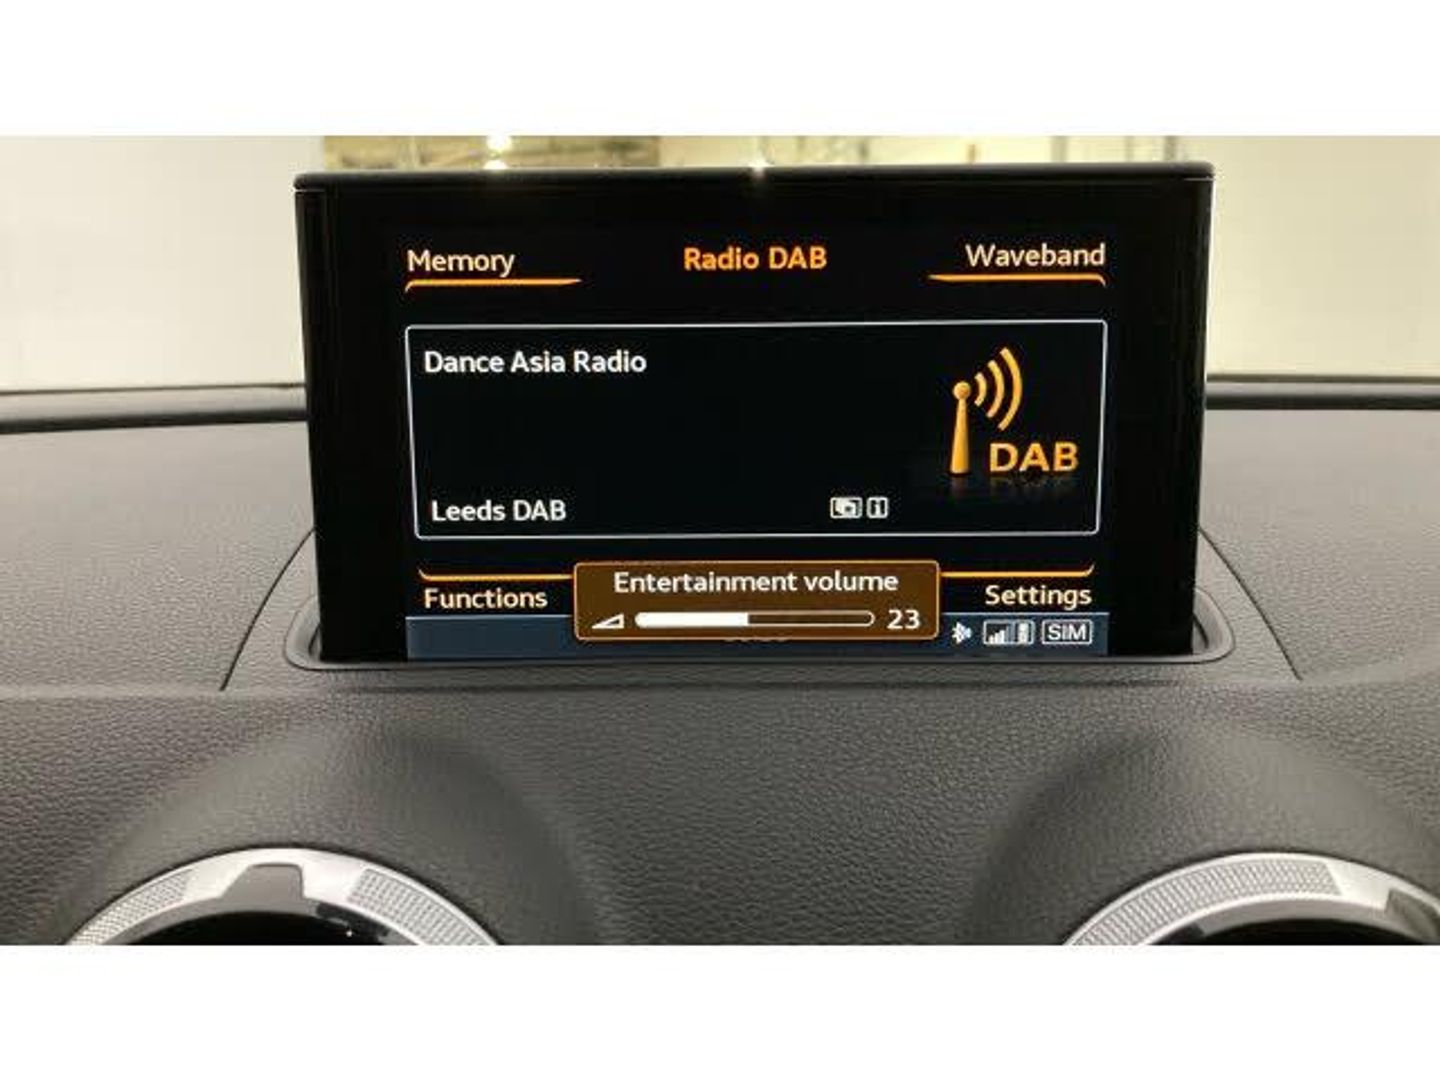 Memory Radio DAB Waveband
Dance Asia Radio
DAB
Leeds DAB
Entertainment volume
Functions Settings
23
SIM